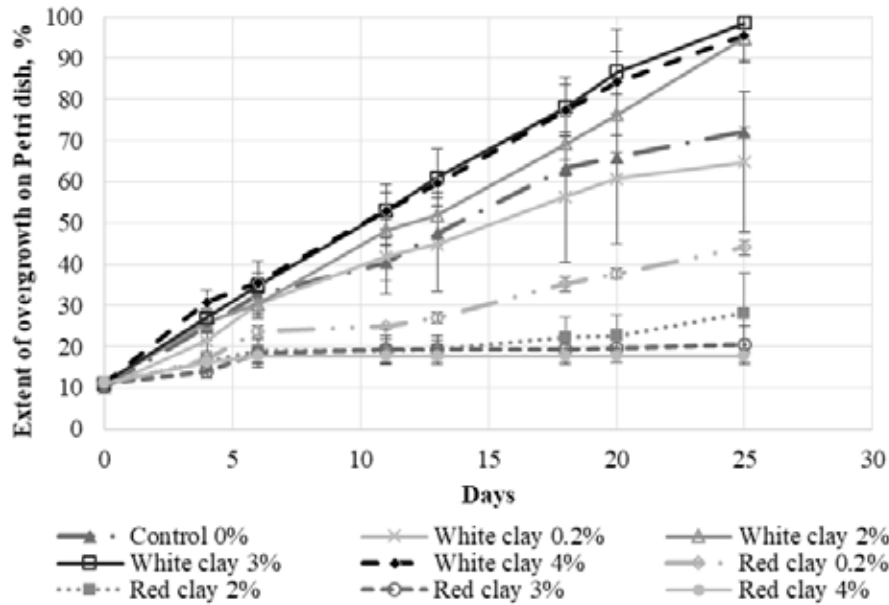 Extent of overgrowth on Petri dish, %
100
90
80
70
60
50
40
30
20
10
0
0 5 10 15 20 25 30
Days
Control 0% White clay 0.2% White clay 2%
White clay 3% White clay 4% Red clay 0.2%
Red clay 2% Red clay 3% Red clay 4%